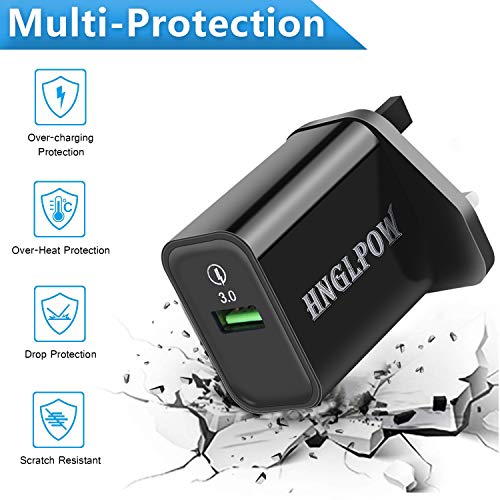 Multi-Protection
Over-charging
Protection
°C
Over-Heat Protection
Drop Protection
Scratch Resistant
3.0
HNGLPOW